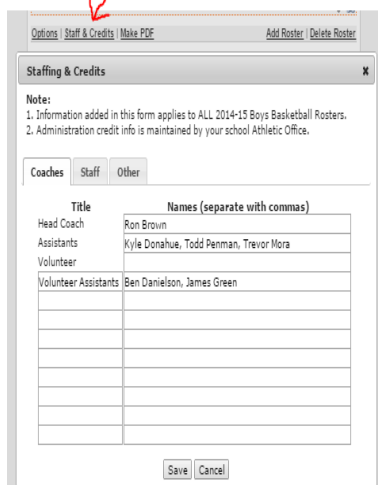 Options | Staff & Credits | Make PDF Add Roster | Delete Roster
Staffing & Credits x
Note:
1. Information added in this form applies to ALL 2014-15 Boys Basketball Rosters.
2. Administration credit info is maintained by your school Athletic Office.
Coaches Staff Other
Title Names (separate with commas)
Head Coach Ron Brown
Assistants Kyle Donahue, Todd Penman, Trevor Mora
Volunteer
Volunteer Assistants Ben Danielson, James Green
Save Cancel